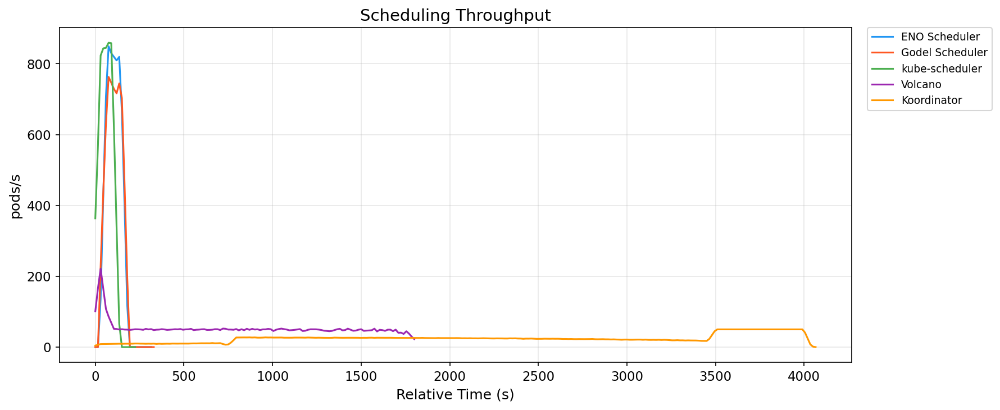 Scheduling Throughput
ENO Scheduler
Godel Scheduler
kube-scheduler
Volcano
Koordinator
pods/s
800
600
400
200
0
0 500 1000 1500 2000 2500 3000 3500 4000
Relative Time (s)